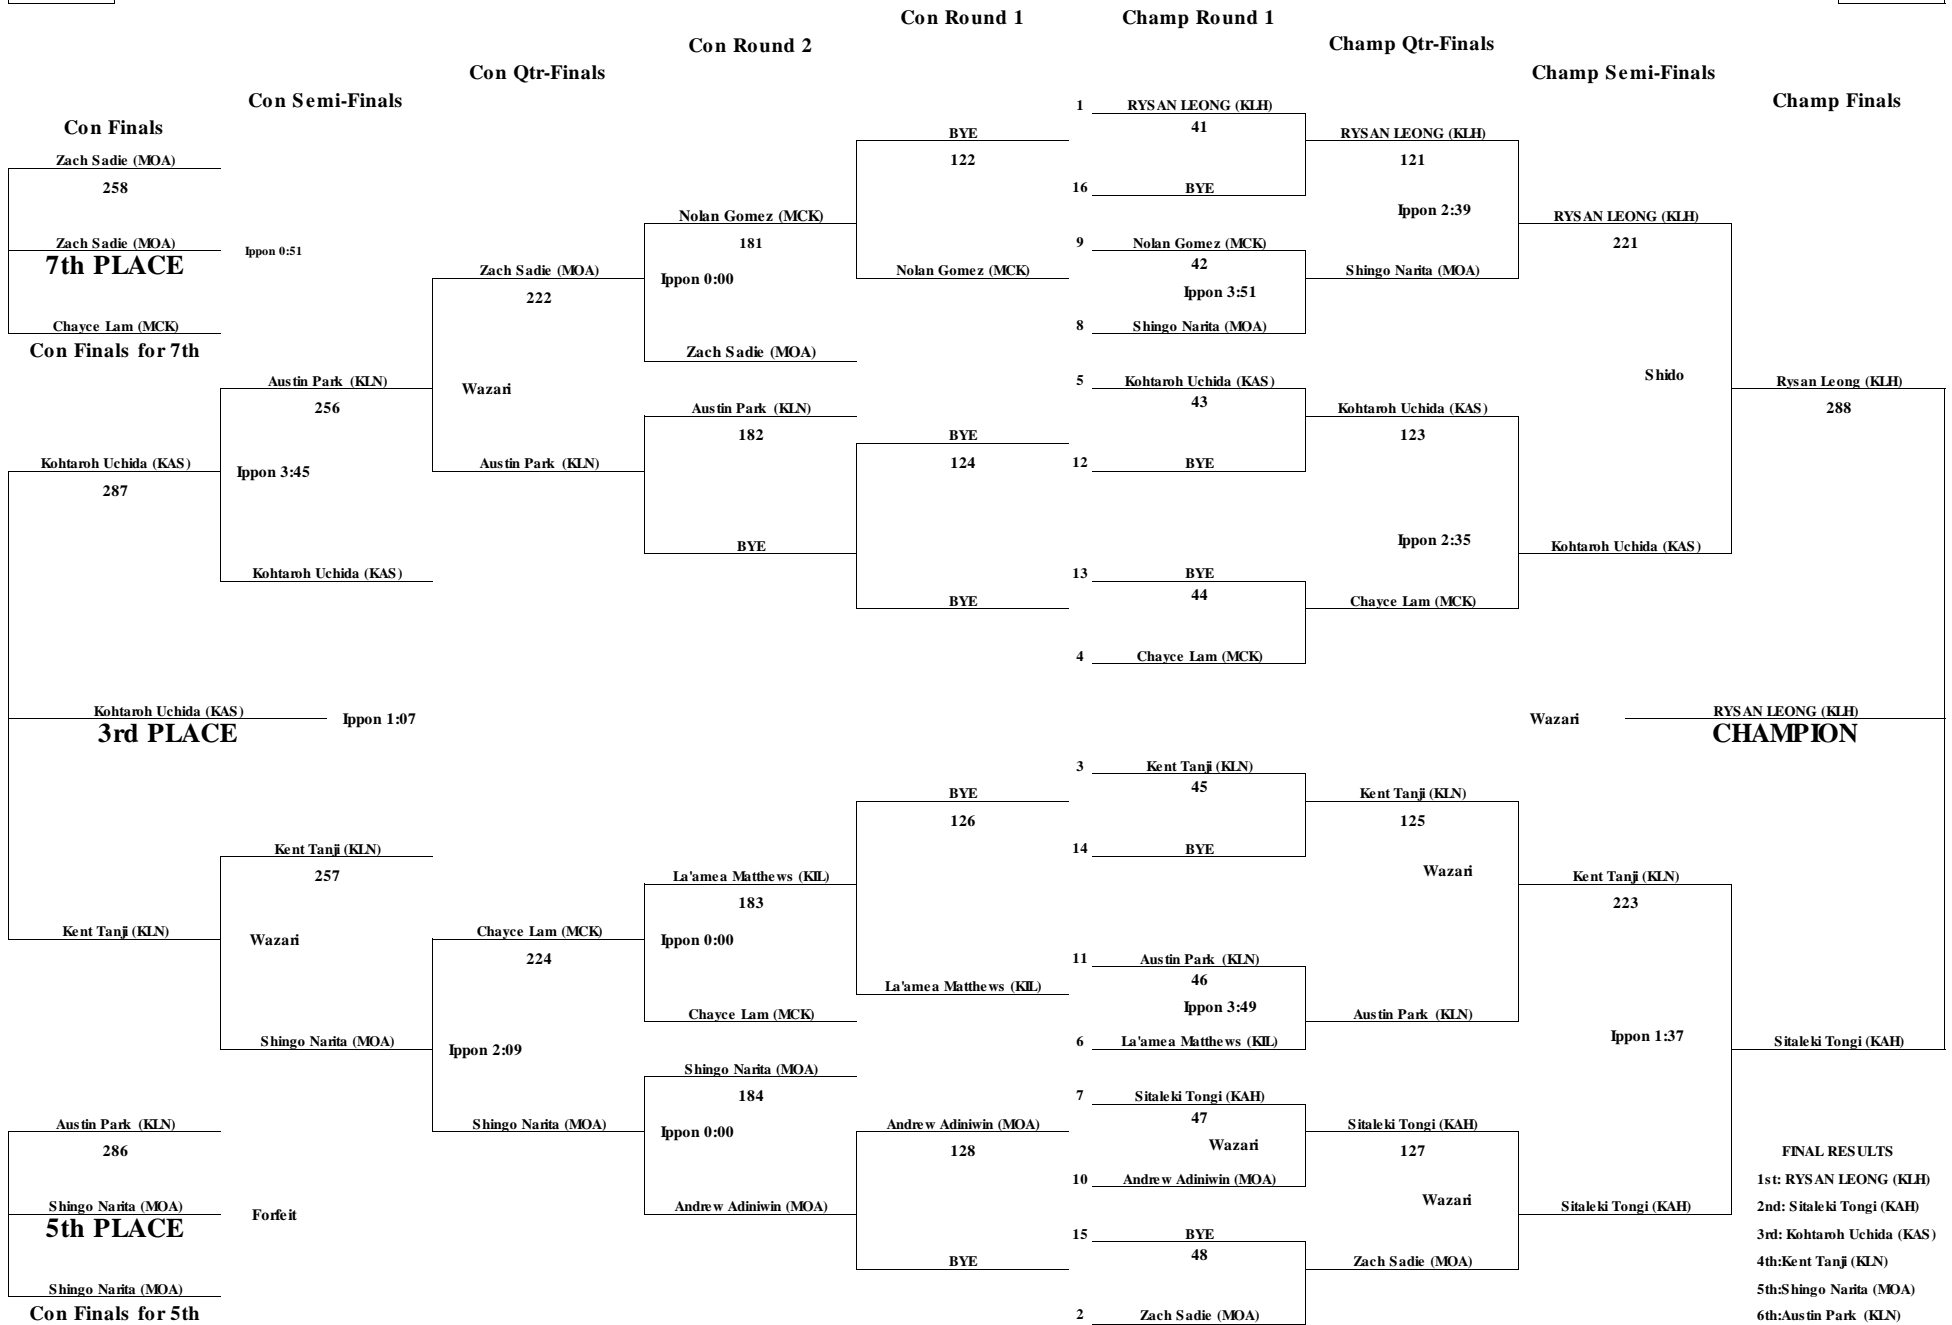 Con Round 1
Champ Round 1
Con Round 2
Champ Qtr-Finals
Con Qtr-Finals
Champ Semi-Finals
Con Semi-Finals
Champ Finals
Con Finals
Zach Sadie (MOA)
258
Zach Sadie (MOA)
7th PLACE
Ippon 0:51
Chayce Lam (MCK)
Con Finals for 7th
Kohtaroh Uchida (KAS)
287
Kohtaroh Uchida (KAS)
3rd PLACE
Ippon 1:07
Kent Tanji (KLN)
Austin Park (KLN)
286
Shingo Narita (MOA)
5th PLACE
Forfeit
Shingo Narita (MOA)
Con Finals for 5th
Austin Park (KLN)
256
Ippon 3:45
Kohtaroh Uchida (KAS)
Kent Tanji (KLN)
257
Wazari
Shingo Narita (MOA)
Zach Sadie (MOA)
222
Wazari
Austin Park (KLN)
Chayce Lam (MCK)
224
Ippon 2:09
Shingo Narita (MOA)
Nolan Gomez (MCK)
181
Ippon 0:00
Zach Sadie (MOA)
Austin Park (KLN)
182
BYE
La'amea Matthews (KIL)
183
Ippon 0:00
Chayce Lam (MCK)
Shingo Narita (MOA)
184
Ippon 0:00
Andrew Adiniwin (MOA)
BYE
122
Nolan Gomez (MCK)
BYE
124
BYE
BYE
126
La'amea Matthews (KIL)
Andrew Adiniwin (MOA)
128
BYE
1 RYSAN LEONG (KLH)
41
16 BYE
9 Nolan Gomez (MCK)
42
Ippon 3:51
8 Shingo Narita (MOA)
5 Kohtaroh Uchida (KAS)
43
12 BYE
13 BYE
44
4 Chayce Lam (MCK)
3 Kent Tanji (KLN)
45
14 BYE
11 Austin Park (KLN)
46
Ippon 3:49
6 La'amea Matthews (KIL)
7 Sitaleki Tongi (KAH)
47
Wazari
10 Andrew Adiniwin (MOA)
15 BYE
48
2 Zach Sadie (MOA)
RYSAN LEONG (KLH)
121
Ippon 2:39
Shingo Narita (MOA)
Kohtaroh Uchida (KAS)
123
Ippon 2:35
Chayce Lam (MCK)
Kent Tanji (KLN)
125
Wazari
Austin Park (KLN)
Sitaleki Tongi (KAH)
127
Wazari
Zach Sadie (MOA)
RYSAN LEONG (KLH)
221
Shido
Kohtaroh Uchida (KAS)
Kent Tanji (KLN)
223
Ippon 1:37
Sitaleki Tongi (KAH)
Rysan Leong (KLH)
288
Wazari
RYSAN LEONG (KLH)
CHAMPION
Sitaleki Tongi (KAH)
FINAL RESULTS
1st: RYSAN LEONG (KLH)
2nd: Sitaleki Tongi (KAH)
3rd: Kohtaroh Uchida (KAS)
4th:Kent Tanji (KLN)
5th:Shingo Narita (MOA)
6th:Austin Park (KLN)